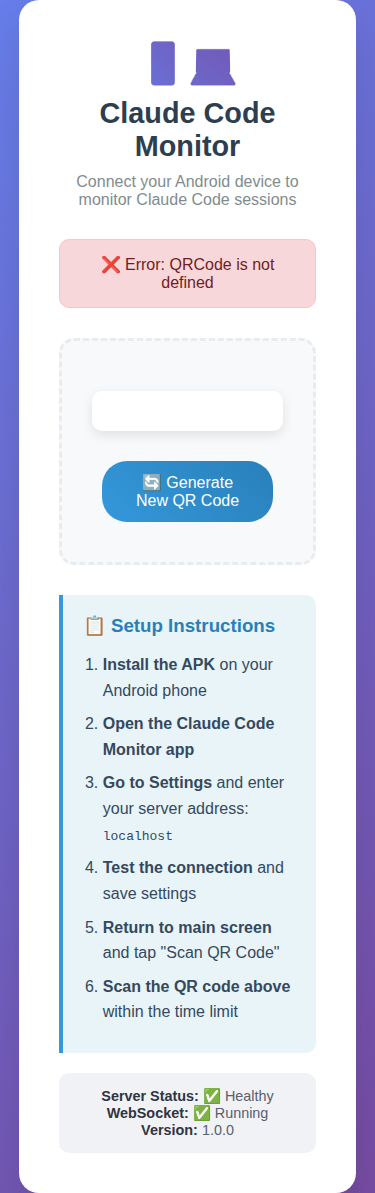 Claude Code
Monitor
Connect your Android device to
monitor Claude Code sessions
❌ Error: QRCode is not
defined
🔄 Generate
New QR Code
📋 Setup Instructions
1. Install the APK on your
Android phone
2. Open the Claude Code
Monitor app
3. Go to Settings and enter
your server address:
localhost
4. Test the connection and
save settings
5. Return to main screen
and tap "Scan QR Code"
6. Scan the QR code above
within the time limit
Server Status: ✅ Healthy
WebSocket: ✅ Running
Version: 1.0.0